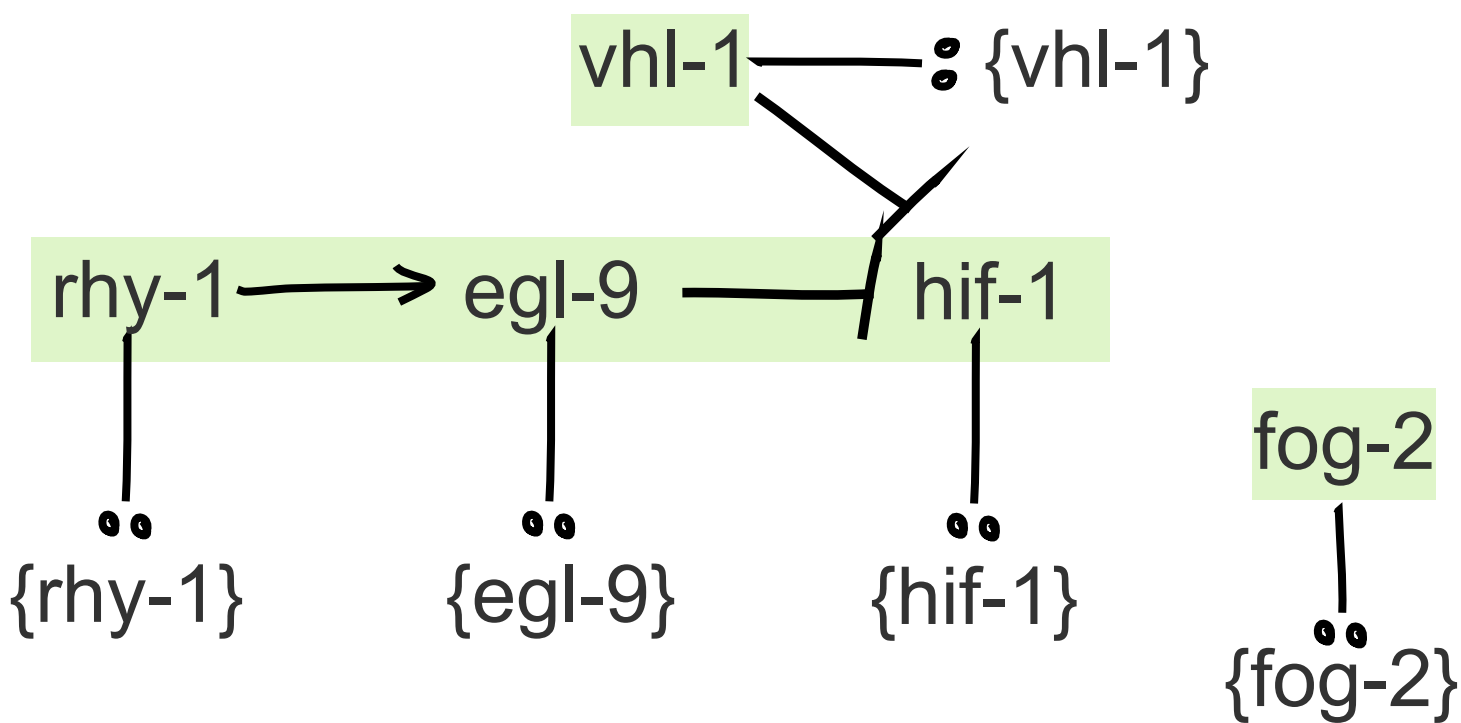 vhl-1 {vhl-1}
rhy-1 egl-9 hif-1
fog-2
{rhy-1} {egl-9} {hif-1}
{fog-2}